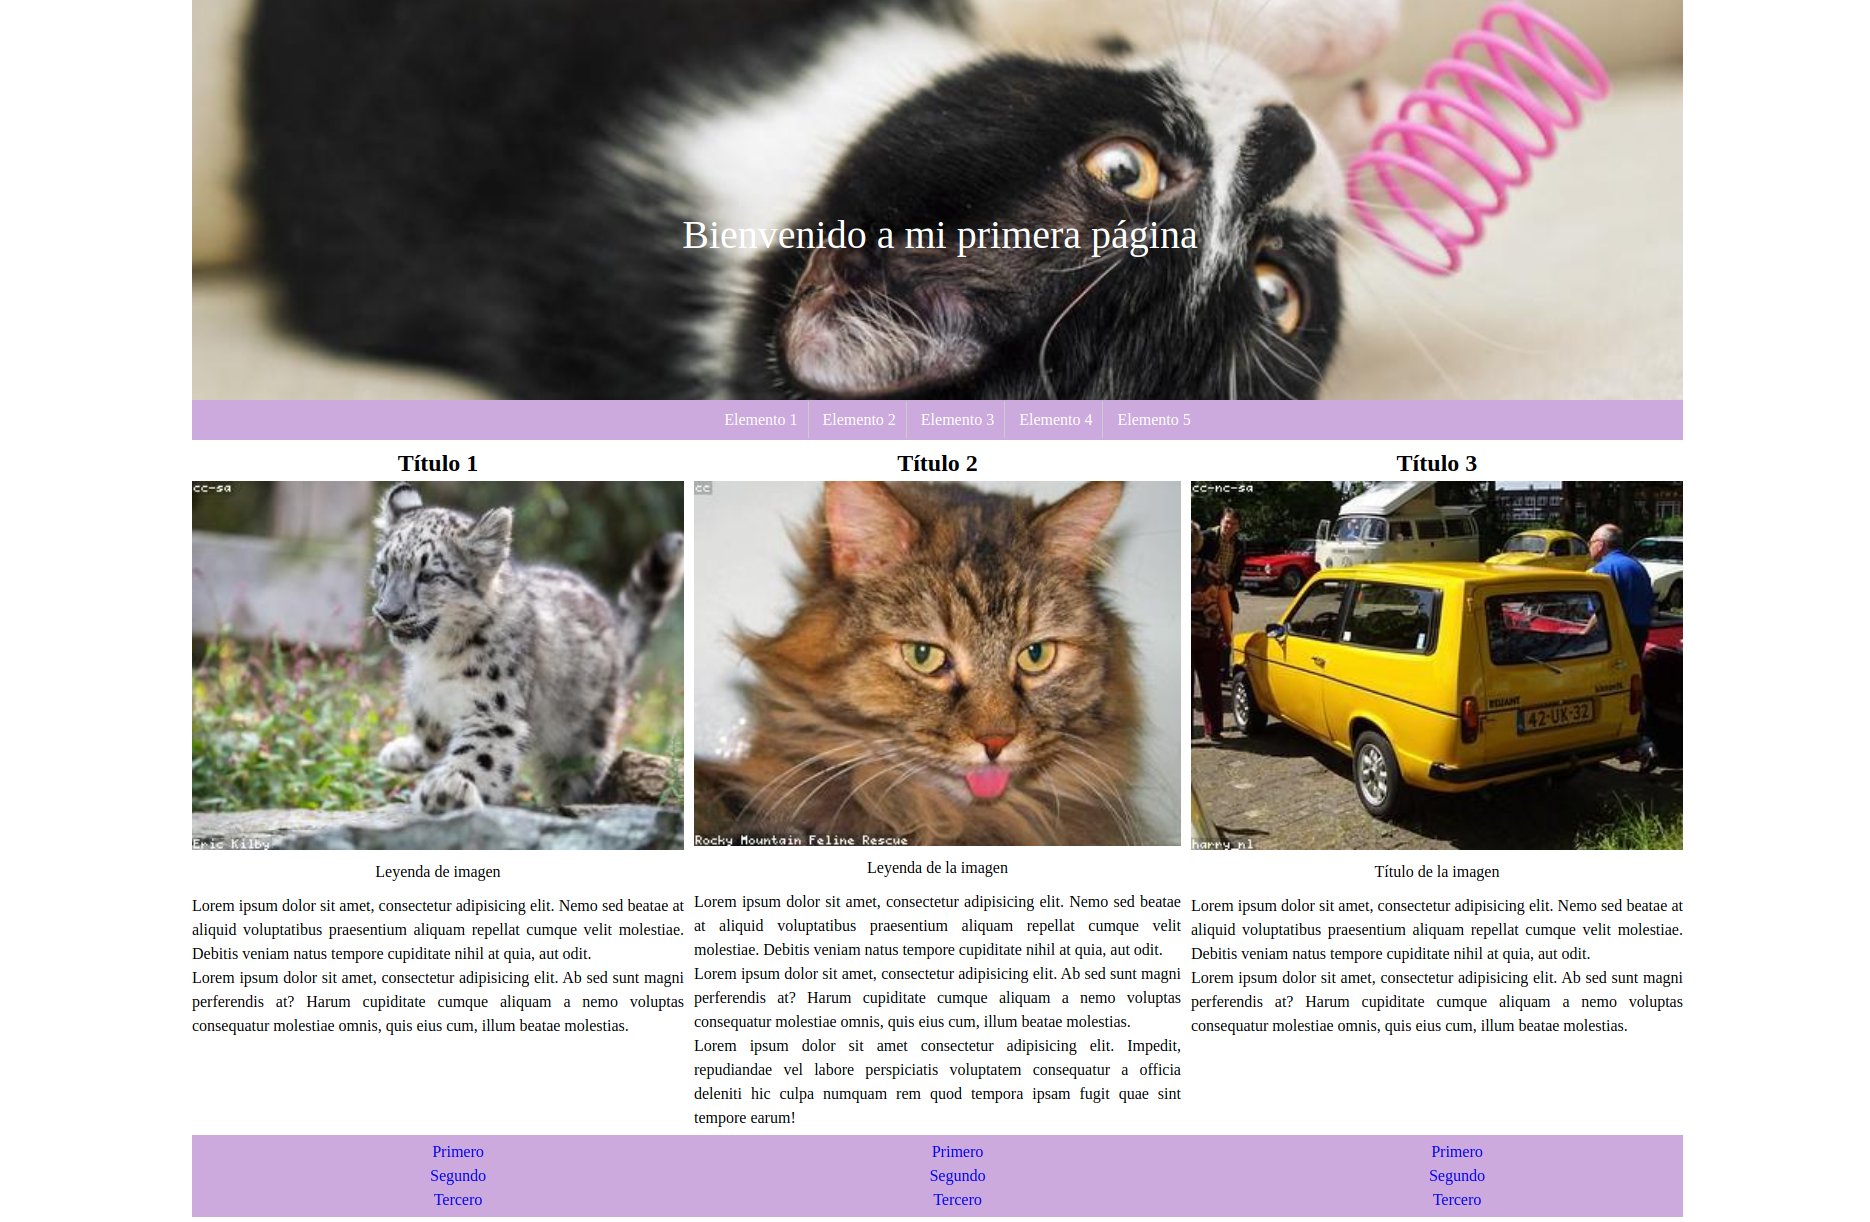 Bienvenido a mi primera página
Elemento 1 Elemento 2 Elemento 3 Elemento 4 Elemento 5
Título 1
cc-sa
Eric Kilby
Leyenda de imagen
Lorem ipsum dolor sit amet, consectetur adipisicing elit. Nemo sed beatae at
aliquid voluptatibus praesentium aliquam repellat cumque velit molestiae.
Debitis veniam natus tempore cupiditate nihil at quia, aut odit.
Lorem ipsum dolor sit amet, consectetur adipisicing elit. Ab sed sunt magni
perferendis at? Harum cupiditate cumque aliquam a nemo voluptas
consequatur molestiae omnis, quis eius cum, illum beatae molestias.
Título 2
cc
Rocky Mountain Feline Rescue
Leyenda de la imagen
Lorem ipsum dolor sit amet, consectetur adipisicing elit. Nemo sed beatae
at aliquid voluptatibus praesentium aliquam repellat cumque velit
molestiae. Debitis veniam natus tempore cupiditate nihil at quia, aut odit.
Lorem ipsum dolor sit amet, consectetur adipisicing elit. Ab sed sunt magni
perferendis at? Harum cupiditate cumque aliquam a nemo voluptas
consequatur molestiae omnis, quis eius cum, illum beatae molestias.
Lorem ipsum dolor sit amet consectetur adipisicing elit. Impedit,
repudiandae vel labore perspiciatis voluptatem consequatur a officia
deleniti hic culpa numquam rem quod tempora ipsam fugit quae sint
tempore earum!
Título 3
cc-nc-sa
RELIANT
42-UK-32
harry_nl
Título de la imagen
Lorem ipsum dolor sit amet, consectetur adipisicing elit. Nemo sed beatae at
aliquid voluptatibus praesentium aliquam repellat cumque velit molestiae.
Debitis veniam natus tempore cupiditate nihil at quia, aut odit.
Lorem ipsum dolor sit amet, consectetur adipisicing elit. Ab sed sunt magni
perferendis at? Harum cupiditate cumque aliquam a nemo voluptas
consequatur molestiae omnis, quis eius cum, illum beatae molestias.
Primero
Segundo
Tercero
Primero
Segundo
Tercero
Primero
Segundo
Tercero